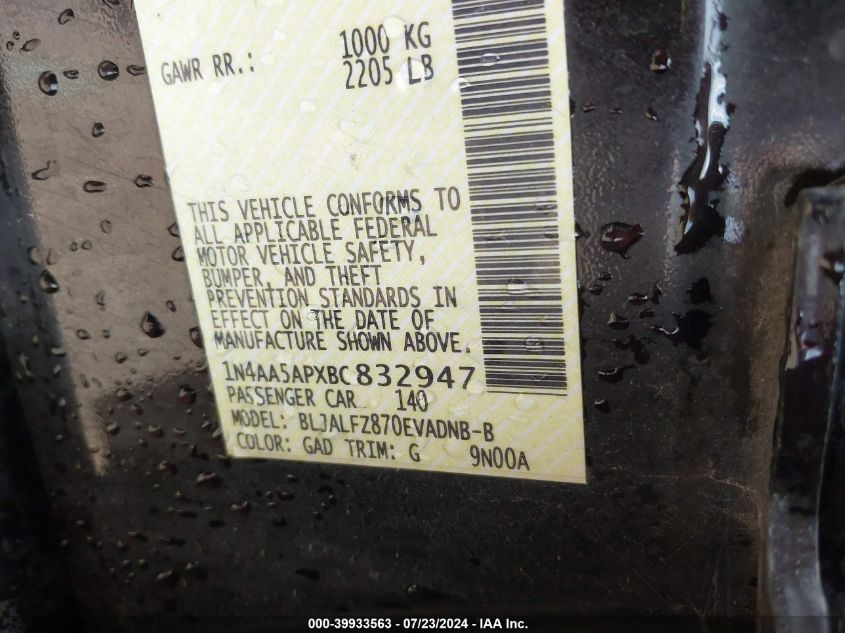 GAWR RR.: 1000 KG
2205 LB
THIS VEHICLE CONFORMS TO
ALL APPLICABLE FEDERAL
MOTOR VEHICLE SAFETY,
BUMPER, AND THEFT
PREVENTION STANDARDS IN
EFFECT ON THE DATE OF
MANUFACTURE SHOWN ABOVE.
1N4AA5APXBC832947
PASSENGER CAR 140
MODEL: BLJALFZ870EVADNB-B
COLOR: GAD TRIM: G 9N00A
000-39933563 - 07/23/2024 - IAA Inc.